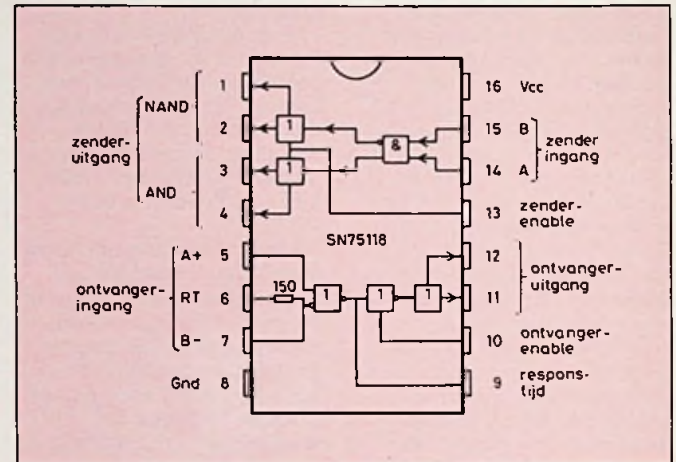 1
NAND
2
zender-
uitgang
3
AND
4
A+ 5
ontvanger-
ingang
RT 6
150
B- 7
Gnd 8
1
1
&
SN75118
1
1
1
16 Vcc
15 B
zender
ingang
14 A
13 zender-
enable
12
ontvanger-
uitgang
11
10 ontvanger-
enable
9 respons-
tijd